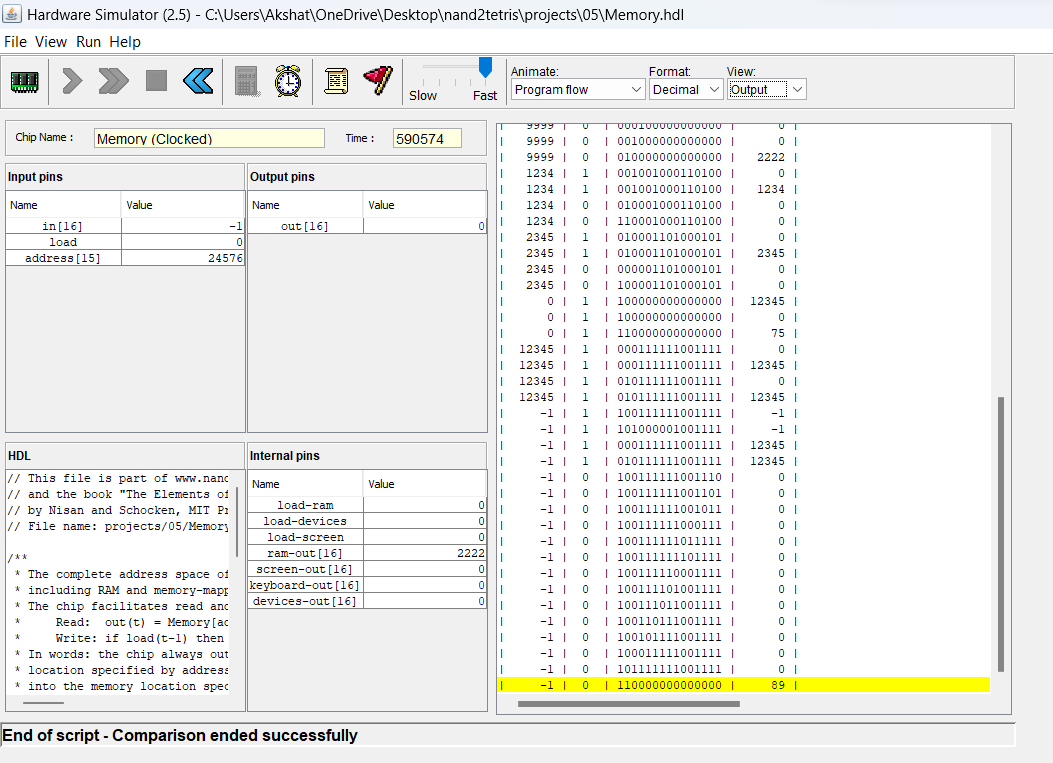 Hardware Simulator (2.5) - C:\Users\Akshat\OneDrive\Desktop\nand2tetris\projects\05\Memory.hdl
File View Run Help
Slow Fast
Animate: Format: View:
Program flow Decimal Output
Chip Name : Memory (Clocked) Time : 590574
Input pins
Name Value
in[16] -1
load 0
address[15] 24576
Output pins
Name Value
out[16] 0
HDL
// This file is part of www.nand
// and the book "The Elements of
// by Nisan and Schocken, MIT Pr
// File name: projects/05/Memory
/**
* The complete address space of
* including RAM and memory-mapp
* The chip facilitates read and
* Read: out(t) = Memory[ad
* Write: if load(t-1) then
* In words: the chip always out
* location specified by address
* into the memory location spec
Internal pins
Name Value
load-ram 0
load-devices 0
load-screen 0
ram-out[16] 2222
screen-out[16] 0
keyboard-out[16] 0
devices-out[16] 0
| 9999 | 0 | 000100000000000 | 0 |
| 9999 | 0 | 001000000000000 | 0 |
| 9999 | 0 | 010000000000000 | 2222 |
| 1234 | 1 | 001001000110100 | 0 |
| 1234 | 1 | 001001000110100 | 1234 |
| 1234 | 0 | 010001000110100 | 0 |
| 1234 | 0 | 110001000110100 | 0 |
| 2345 | 1 | 010001101000101 | 0 |
| 2345 | 1 | 010001101000101 | 2345 |
| 2345 | 0 | 000001101000101 | 0 |
| 2345 | 0 | 100001101000101 | 0 |
| 0 | 1 | 100000000000000 | 12345 |
| 0 | 1 | 100000000000000 | 0 |
| 0 | 1 | 110000000000000 | 75 |
| 12345 | 1 | 000111111001111 | 0 |
| 12345 | 1 | 000111111001111 | 12345 |
| 12345 | 1 | 010111111001111 | 0 |
| 12345 | 1 | 010111111001111 | 12345 |
| -1 | 1 | 100111111001111 | -1 |
| -1 | 1 | 101000001001111 | -1 |
| -1 | 1 | 000111111001111 | 12345 |
| -1 | 1 | 010111111001111 | 12345 |
| -1 | 0 | 100111111001110 | 0 |
| -1 | 0 | 100111111001101 | 0 |
| -1 | 0 | 100111111001011 | 0 |
| -1 | 0 | 100111111000111 | 0 |
| -1 | 0 | 100111111011111 | 0 |
| -1 | 0 | 100111111101111 | 0 |
| -1 | 0 | 100111110001111 | 0 |
| -1 | 0 | 100111101001111 | 0 |
| -1 | 0 | 100111011001111 | 0 |
| -1 | 0 | 100110111001111 | 0 |
| -1 | 0 | 100101111001111 | 0 |
| -1 | 0 | 100011111001111 | 0 |
| -1 | 0 | 101111111001111 | 0 |
| -1 | 0 | 110000000000000 | 89 |
End of script - Comparison ended successfully